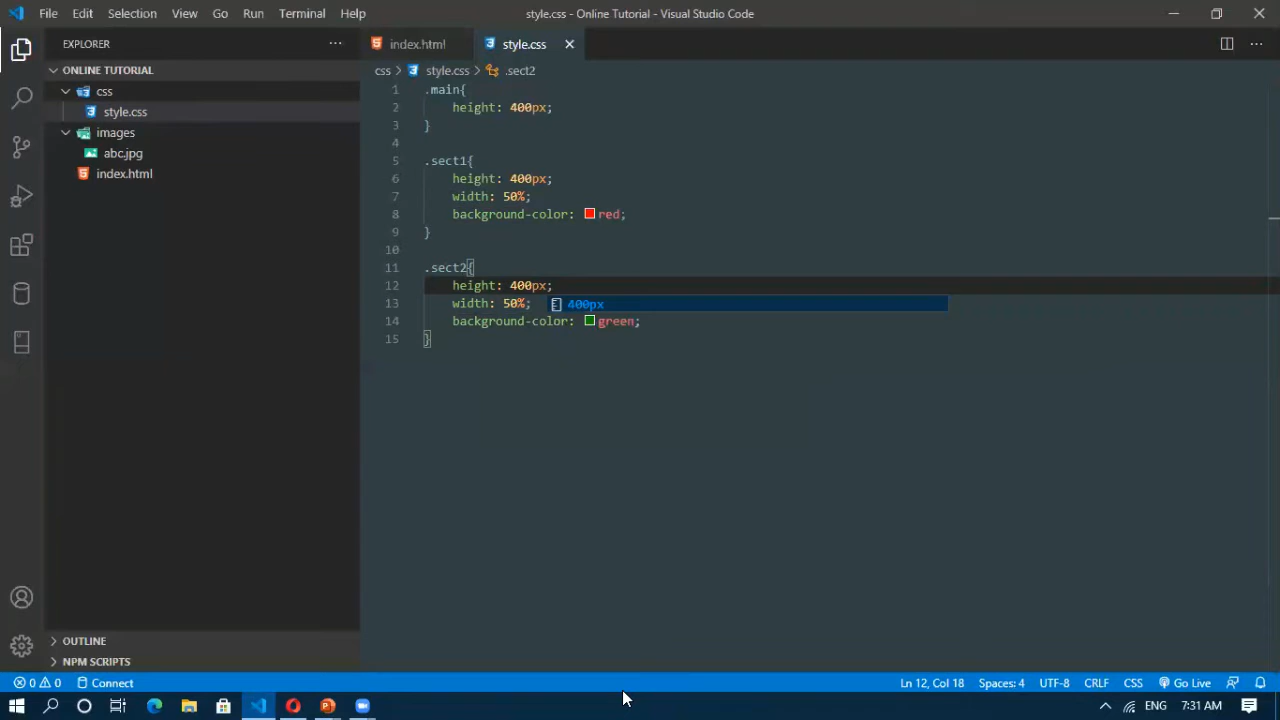 File Edit Selection View Go Run Terminal Help style.css - Online Tutorial - Visual Studio Code
EXPLORER ··· index.html style.css ···
ONLINE TUTORIAL css > style.css > .sect2
css
style.css
images
abc.jpg
index.html
1 .main{
2 height: 400px;
3 }
4
5 .sect1{
6 height: 400px;
7 width: 50%;
8 background-color: red;
9 }
10
11 .sect2{
12 height: 400px;
13 width: 50%; 400px
14 background-color: green;
15 }
OUTLINE
NPM SCRIPTS
0 0 Connect Ln 12, Col 18 Spaces: 4 UTF-8 CRLF CSS Go Live
ENG 7:31 AM